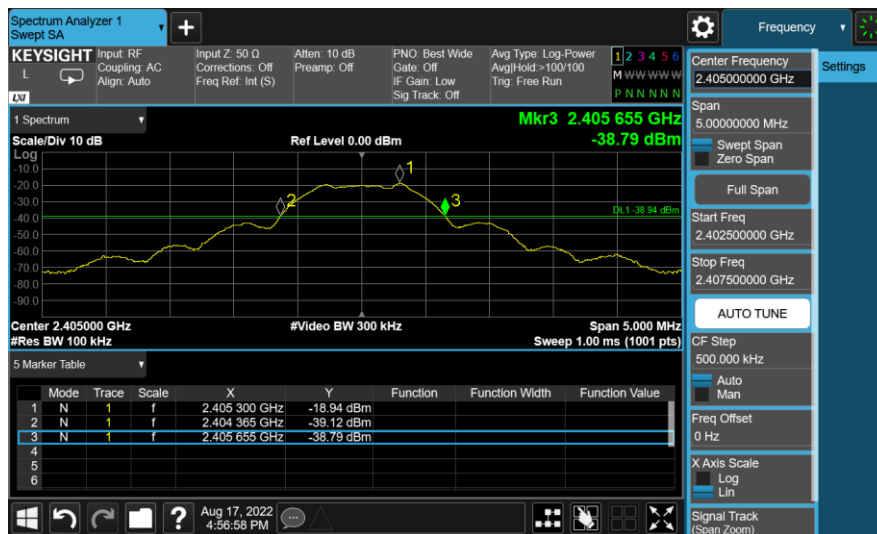 Spectrum Analyzer 1
Swept SA
Frequency
KEYSIGHT
L
LXI
Input: RF
Coupling: AC
Align: Auto
Input Z: 50 Ω
Corrections: Off
Freq Ref: Int (S)
Atten: 10 dB
Preamp: Off
PNO: Best Wide
Gate: Off
IF Gain: Low
Sig Track: Off
Avg Type: Log-Power
Avg|Hold:>100/100
Trig: Free Run
1 2 3 4 5 6
M W W W W W
P N N N N N
1 Spectrum
Mkr3 2.405 655 GHz
-38.79 dBm
Scale/Div 10 dB
Ref Level 0.00 dBm
Log
-10.0
-20.0
-30.0
-40.0
-50.0
-60.0
-70.0
-80.0
-90.0
1
2
3
DL1 -38.94 dBm
Center 2.405000 GHz
#Video BW 300 kHz
Span 5.000 MHz
#Res BW 100 kHz
Sweep 1.00 ms (1001 pts)
5 Marker Table
Mode Trace Scale X Y Function Function Width Function Value
1 N 1 f 2.405 300 GHz -18.94 dBm
2 N 1 f 2.404 365 GHz -39.12 dBm
3 N 1 f 2.405 655 GHz -38.79 dBm
4
5
6
?
Aug 17, 2022
4:56:58 PM
Center Frequency
2.405000000 GHz
Span
5.00000000 MHz
Swept Span
Zero Span
Full Span
Start Freq
2.402500000 GHz
Stop Freq
2.407500000 GHz
AUTO TUNE
CF Step
500.000 kHz
Auto
Man
Freq Offset
0 Hz
X Axis Scale
Log
Lin
Signal Track
(Span Zoom)
Settings